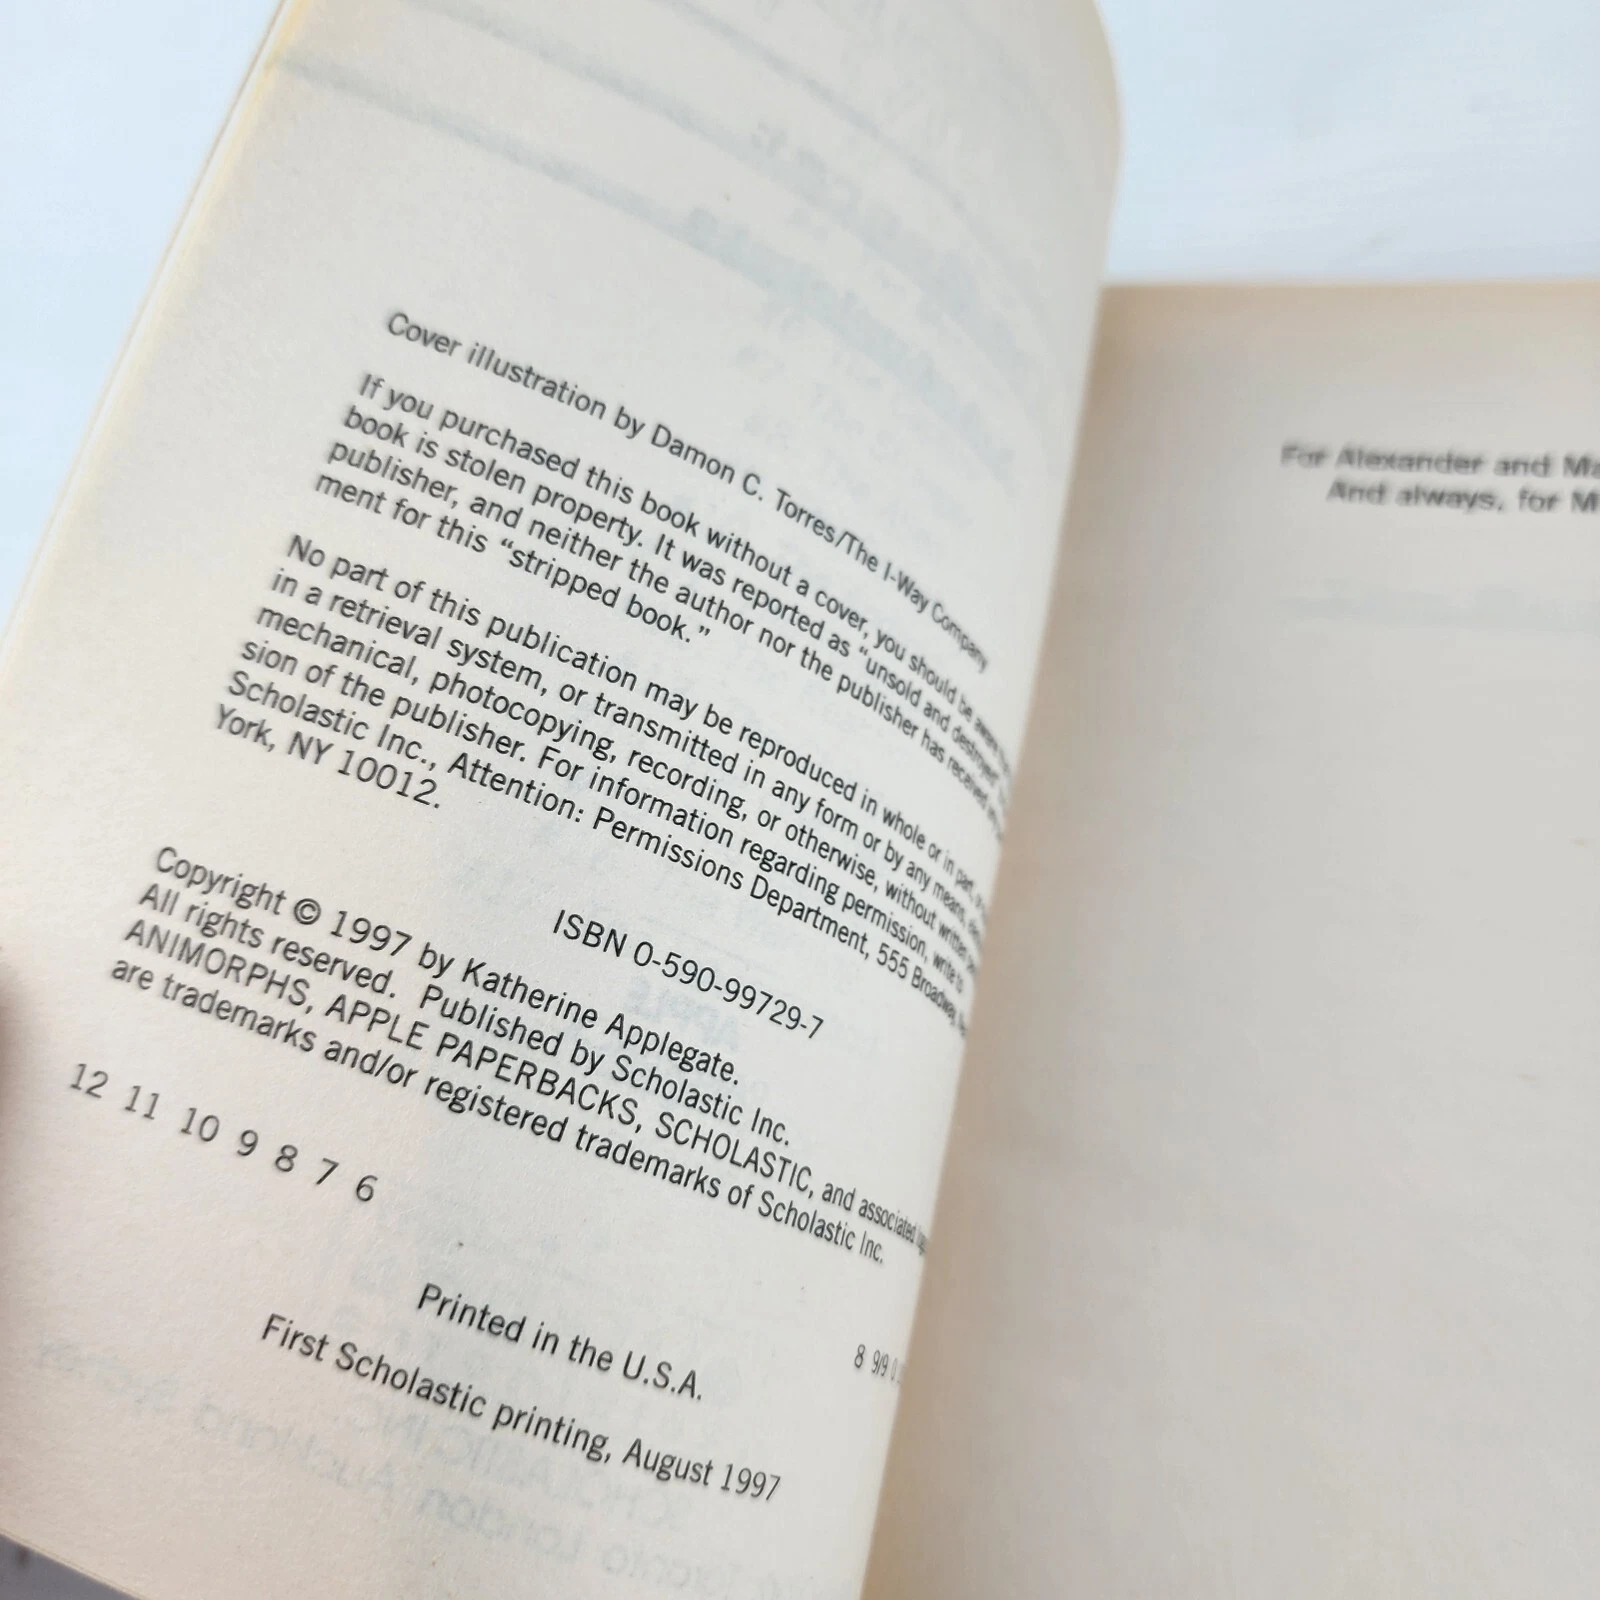 Cover illustration by Damon C. Torres/The I-Way Company
If you purchased this book without a cover, you should be aware
book is stolen property. It was reported as "unsold and destroyed"
publisher, and neither the author nor the publisher has received
ment for this "stripped book."
No part of this publication may be reproduced in whole or in part,
in a retrieval system, or transmitted in any form or by any means,
mechanical, photocopying, recording, or otherwise, without written
sion of the publisher. For information regarding permission, write to
Scholastic Inc., Attention: Permissions Department, 555 Broadway,
York, NY 10012.
ISBN 0-590-99729-7
Copyright © 1997 by Katherine Applegate.
All rights reserved. Published by Scholastic Inc.
ANIMORPHS, APPLE PAPERBACKS, SCHOLASTIC, and associated
are trademarks and/or registered trademarks of Scholastic Inc.
12 11 10 9 8 7 6
8 9/9 0
Printed in the U.S.A.
First Scholastic printing, August 1997
For Alexander and
And always, for